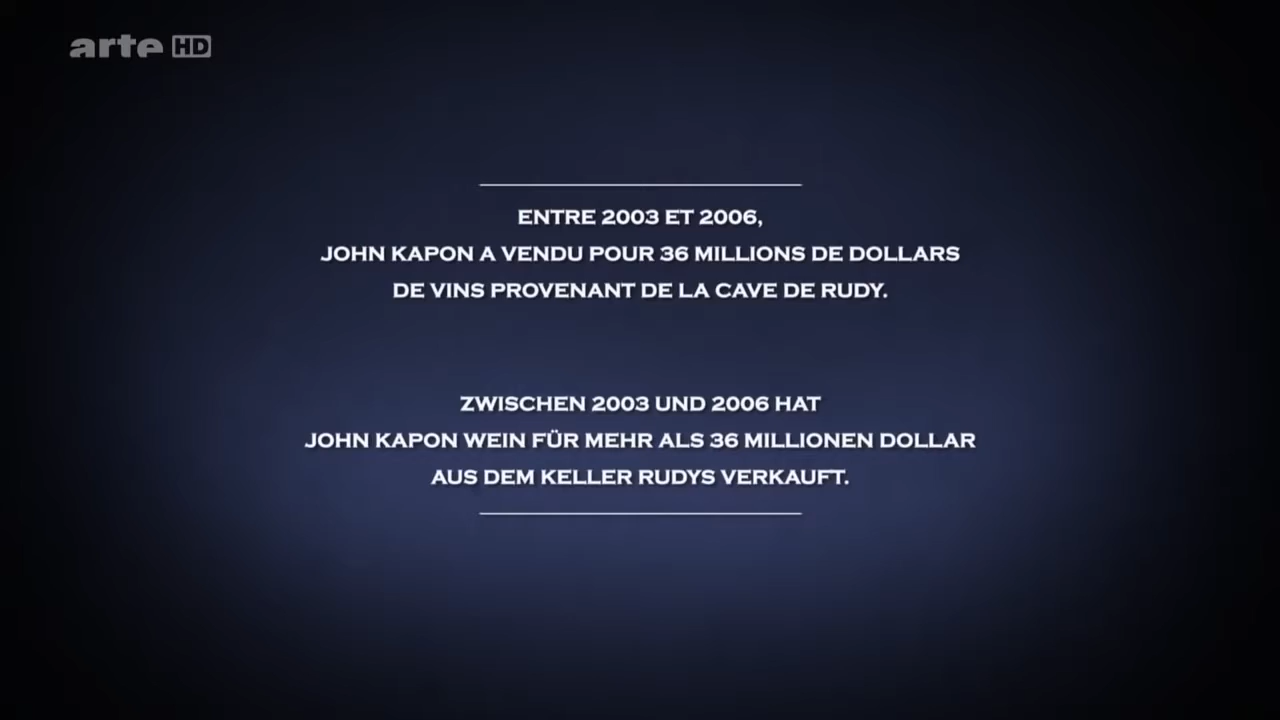 arte HD
ENTRE 2003 ET 2006,
JOHN KAPON A VENDU POUR 36 MILLIONS DE DOLLARS
DE VINS PROVENANT DE LA CAVE DE RUDY.
ZWISCHEN 2003 UND 2006 HAT
JOHN KAPON WEIN FÜR MEHR ALS 36 MILLIONEN DOLLAR
AUS DEM KELLER RUDYS VERKAUFT.